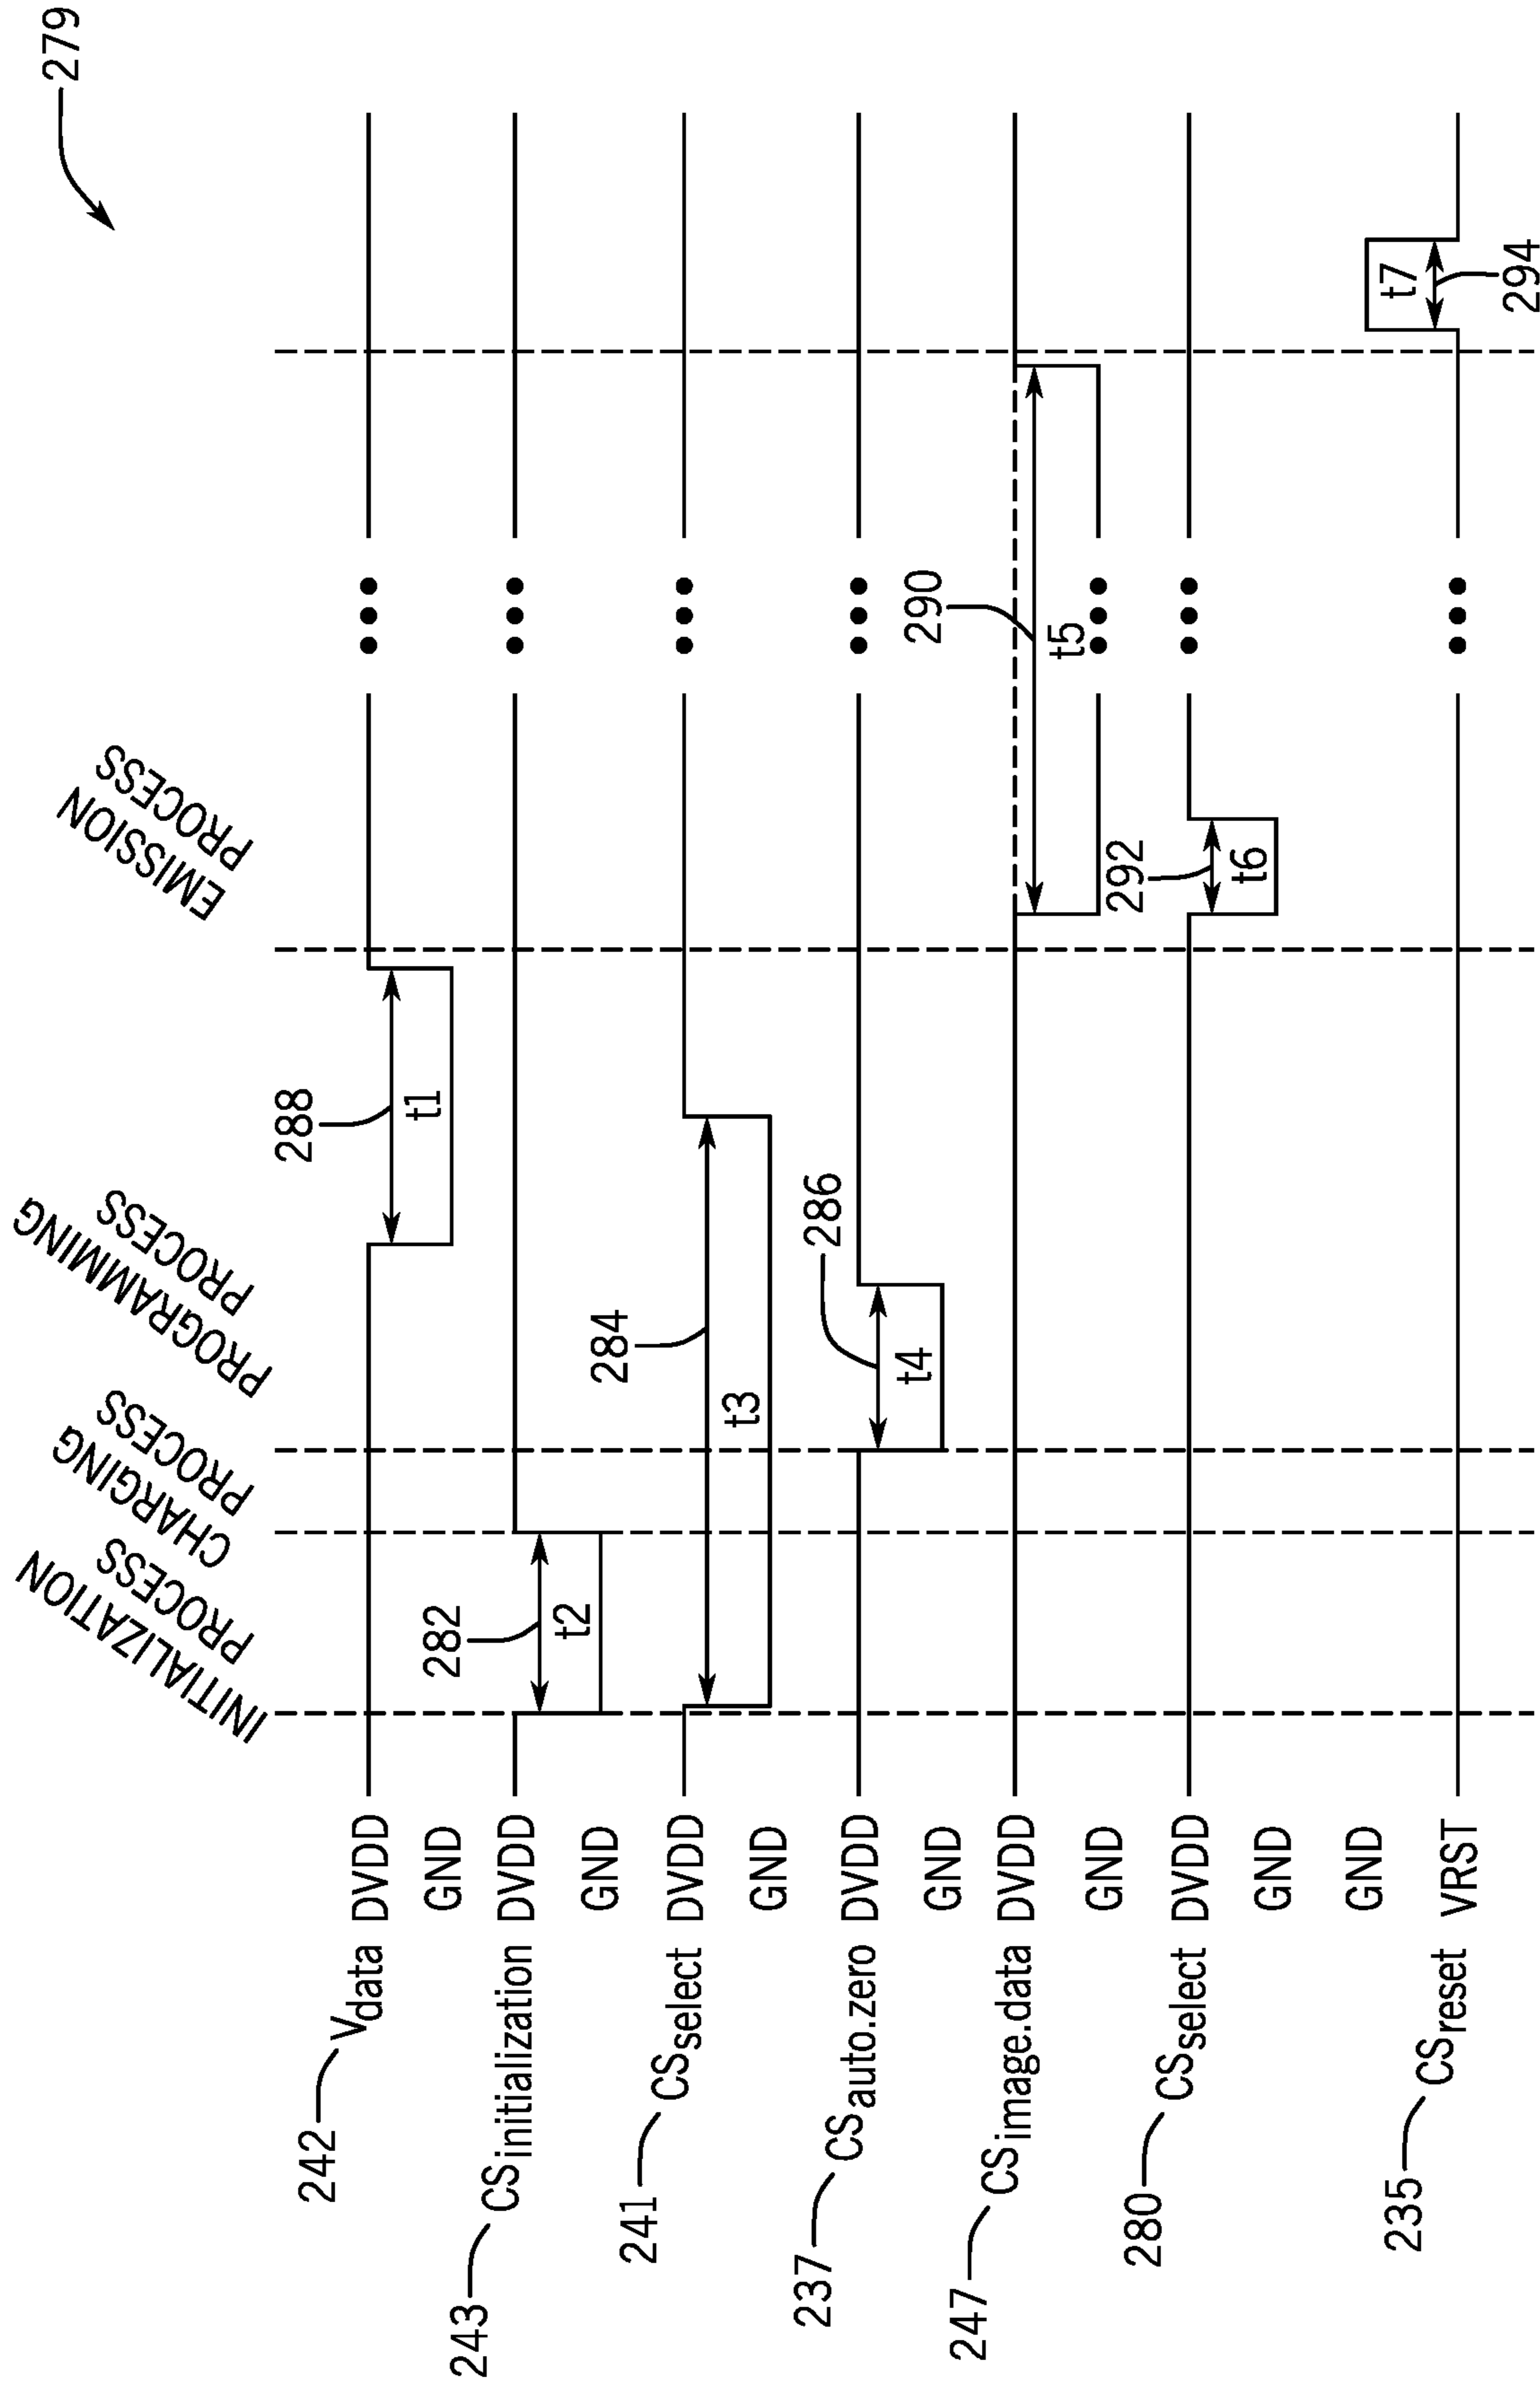 279
INITIALIZATION
PROCESS
CHARGING
PROCESS
PROGRAMMING
PROCESS
EMISSION
PROCESS
242 Vdata DVDD
GND
288
t1
243 CSinitialization DVDD
GND
282
t2
241 CSselect DVDD
GND
284
t3
237 CSauto.zero DVDD
GND
286
t4
247 CSimage.data DVDD
GND
290
t5
280 CSselect DVDD
GND
292
t6
GND
235 CSreset VRST
t7
294